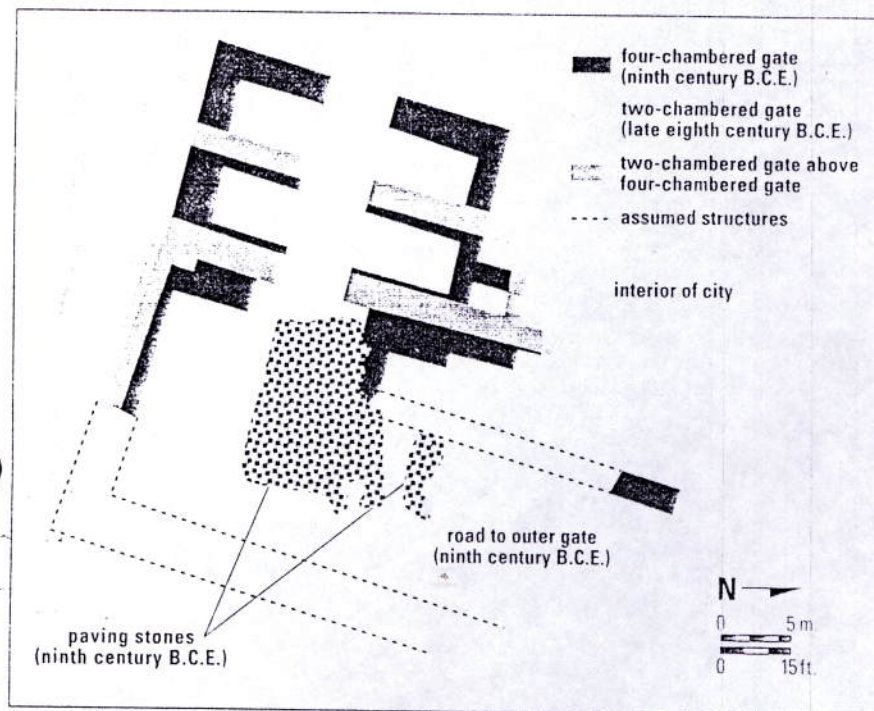 four-chambered gate
(ninth century B.C.E.)
two-chambered gate
(late eighth century B.C.E.)
two-chambered gate above
four-chambered gate
assumed structures
interior of city
road to outer gate
(ninth century B.C.E.)
paving stones
(ninth century B.C.E.)
N
0 5 m
0 15 ft.